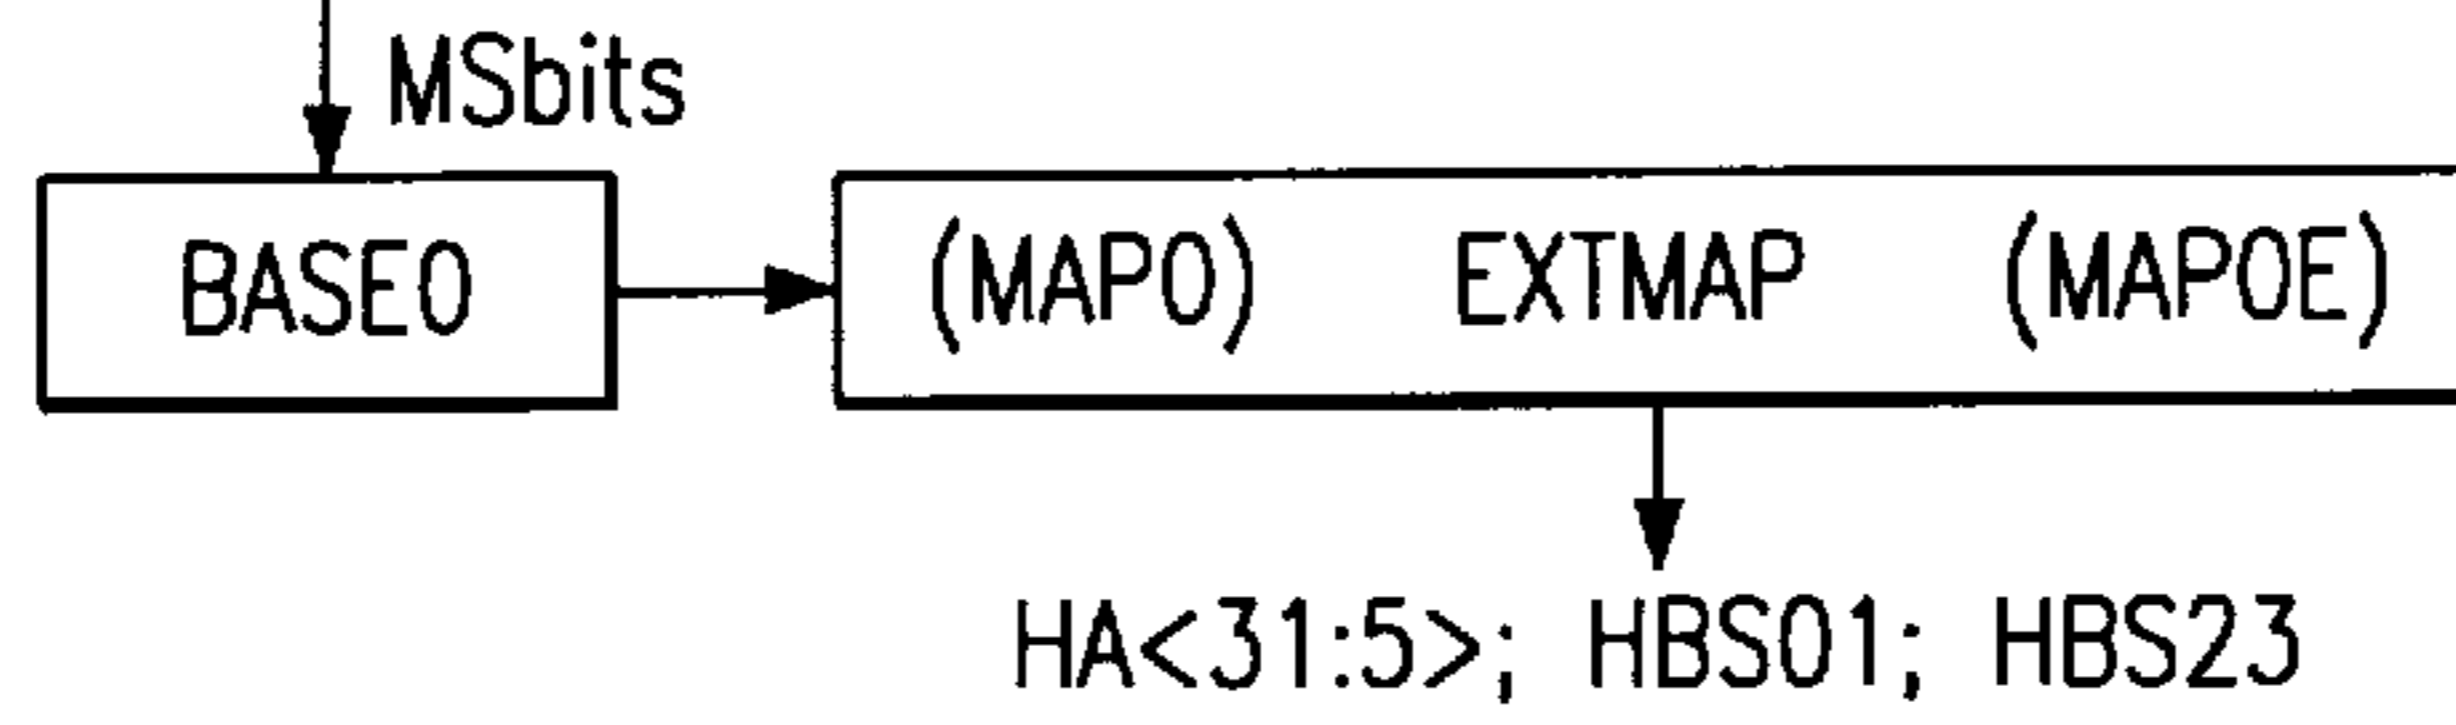 MSbits
BASE0 (MAP0) EXTMAP (MAP0E)
HA<31:5>; HBS01; HBS23